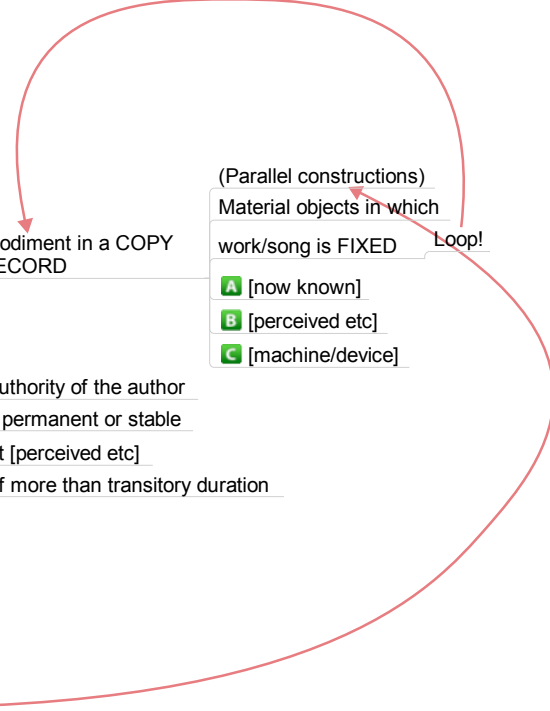 (Parallel constructions)
Material objects in which
odiment in a COPY
ECORD
work/song is FIXED
Loop!
A [now known]
B [perceived etc]
C [machine/device]
uthority of the author
permanent or stable
t [perceived etc]
f more than transitory duration